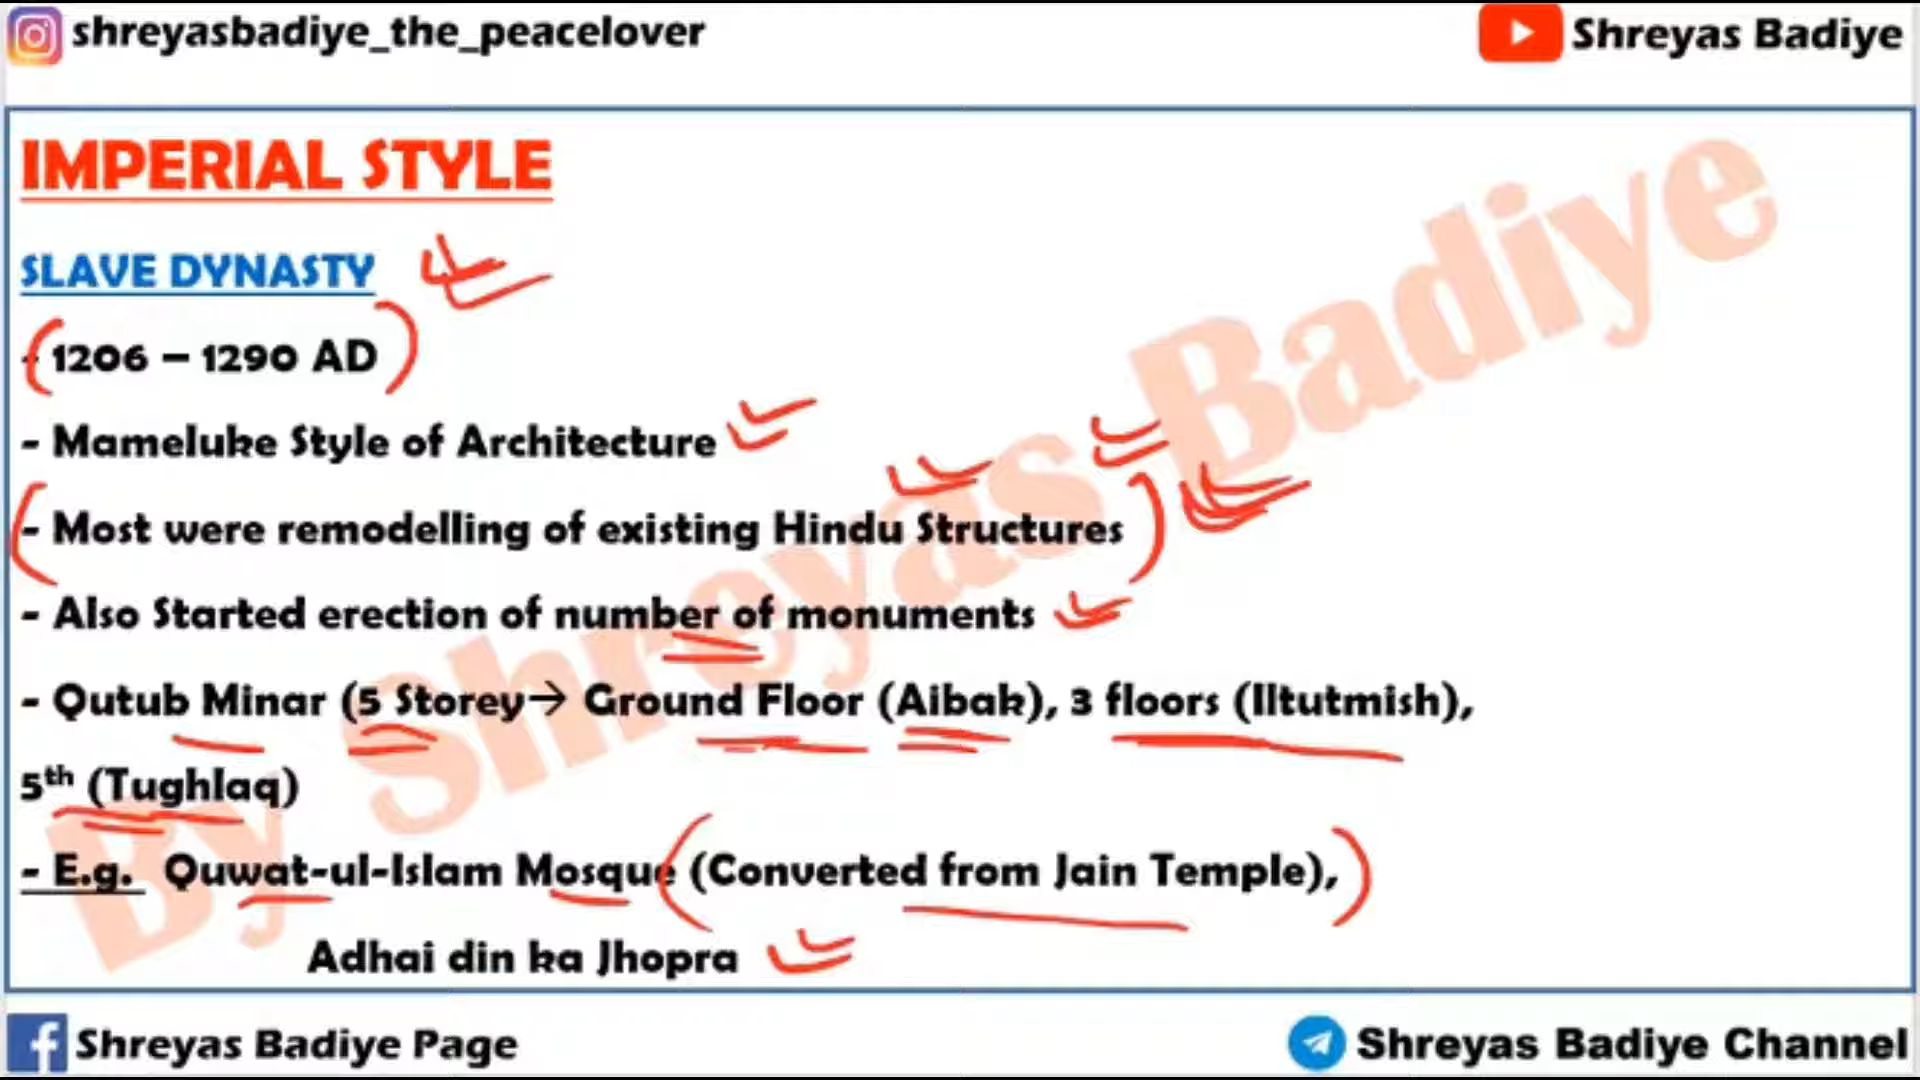 shreyasbadiye_the_peacelover
Shreyas Badiye
IMPERIAL STYLE
SLAVE DYNASTY
- 1206 – 1290 AD
- Mameluke Style of Architecture
- Most were remodelling of existing Hindu Structures
- Also Started erection of number of monuments
- Qutub Minar (5 Storey→ Ground Floor (Aibak), 3 floors (Iltutmish),
5th (Tughlaq)
- E.g. Quwat-ul-Islam Mosque (Converted from Jain Temple),
Adhai din ka Jhopra
By Shreyas Badiye
Shreyas Badiye Page
Shreyas Badiye Channel